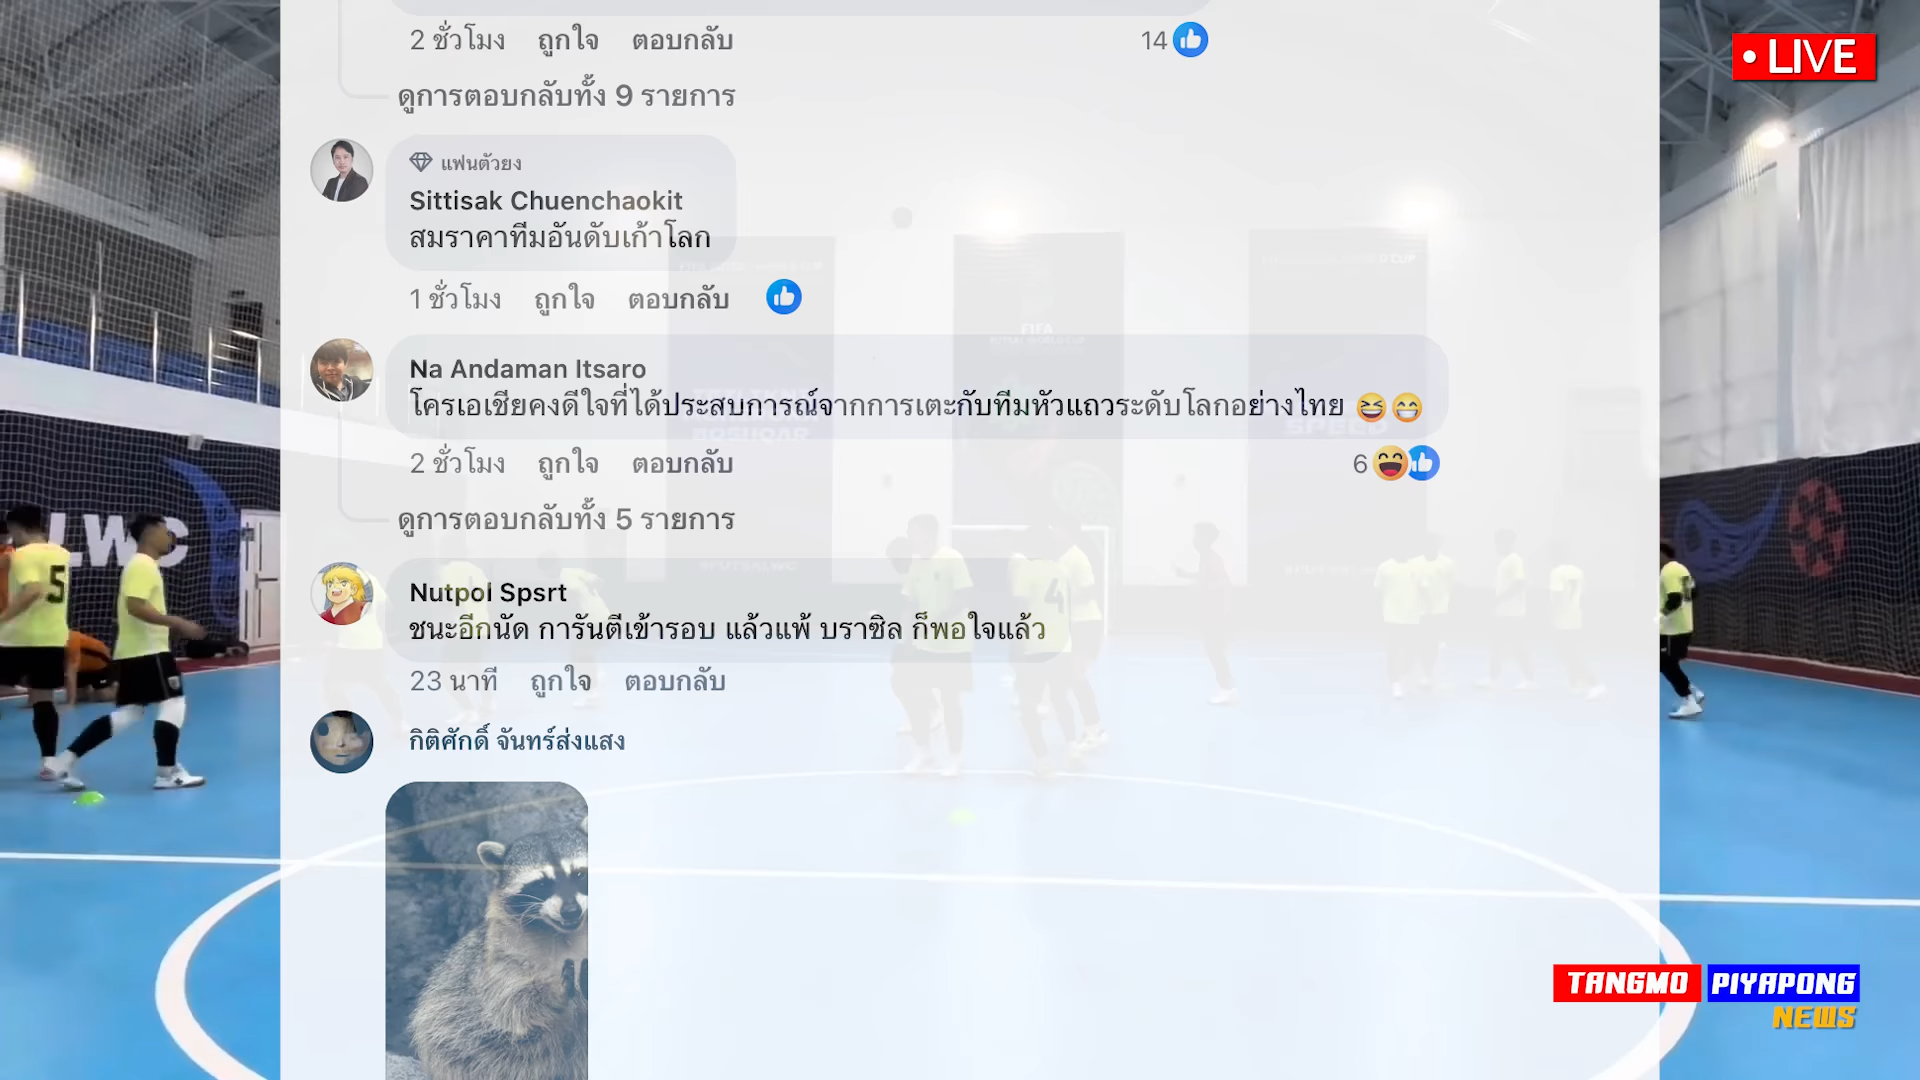 2 ชั่วโมง ถูกใจ ตอบกลับ 14
• LIVE
ดูการตอบกลับทั้ง 9 รายการ
แฟนตัวยง
Sittisak Chuenchaokit
สมราคาทีมอันดับเก้าโลก
1 ชั่วโมง ถูกใจ ตอบกลับ
FIFA
Na Andaman Itsaro
โครเอเชียคงดีใจที่ได้ประสบการณ์จากการเตะกับทีมหัวแถวระดับโลกอย่างไทย 😆😁
2 ชั่วโมง ถูกใจ ตอบกลับ 6
ดูการตอบกลับทั้ง 5 รายการ
LWC
5
4
Nutpol Spsrt
ชนะอีกนัด การันตีเข้ารอบ แล้วแพ้ บราซิล ก็พอใจแล้ว
23 นาที ถูกใจ ตอบกลับ
กิติศักดิ์ จันทร์ส่งแสง
TANGMO PIYAPONG
NEWS